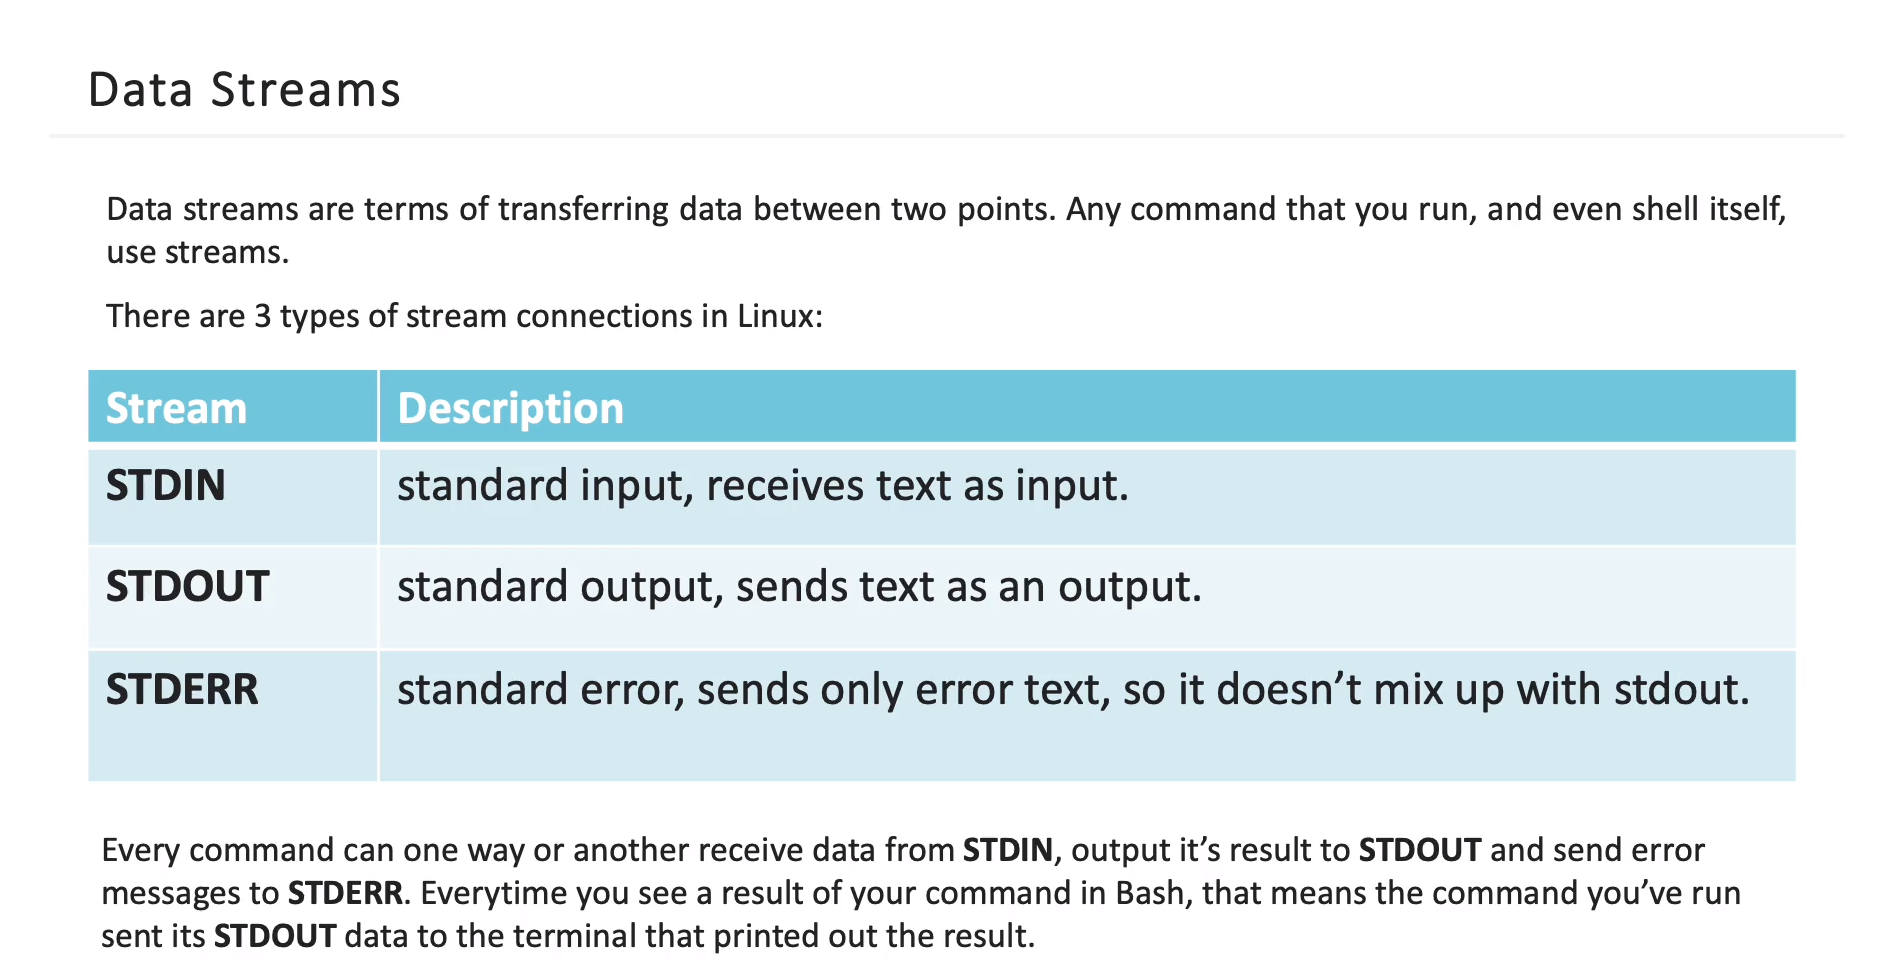 Data Streams
Data streams are terms of transferring data between two points. Any command that you run, and even shell itself,
use streams.
There are 3 types of stream connections in Linux:
Stream Description
STDIN standard input, receives text as input.
STDOUT standard output, sends text as an output.
STDERR standard error, sends only error text, so it doesn’t mix up with stdout.
Every command can one way or another receive data from STDIN, output it’s result to STDOUT and send error
messages to STDERR. Everytime you see a result of your command in Bash, that means the command you’ve run
sent its STDOUT data to the terminal that printed out the result.